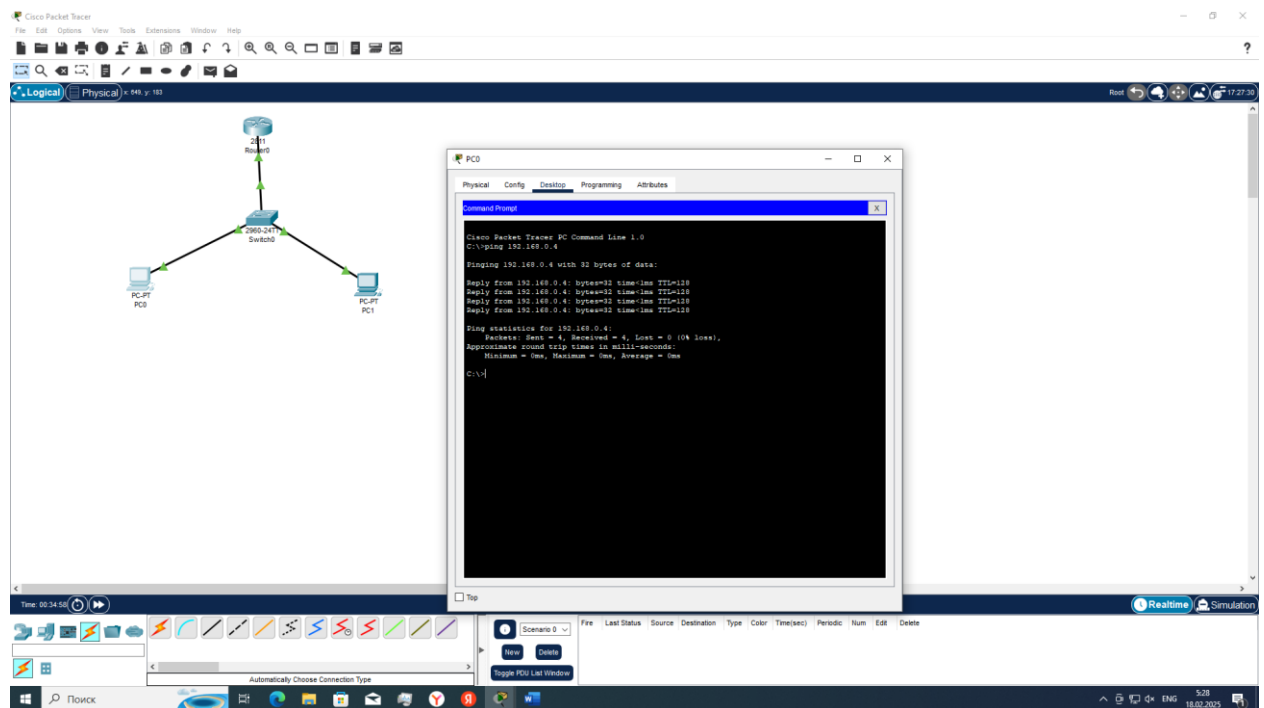 Cisco Packet Tracer
File Edit Options View Tools Extensions Window Help
?
Logical Physical x: 649, y: 183
Root 17:27:30
2811
Router0
2960-24TT
Switch0
PC-PT
PC0
PC-PT
PC1
PC0
Physical Config Desktop Programming Attributes
Command Prompt X
Cisco Packet Tracer PC Command Line 1.0
C:\>ping 192.168.0.4
Pinging 192.168.0.4 with 32 bytes of data:
Reply from 192.168.0.4: bytes=32 time<1ms TTL=128
Reply from 192.168.0.4: bytes=32 time<1ms TTL=128
Reply from 192.168.0.4: bytes=32 time<1ms TTL=128
Reply from 192.168.0.4: bytes=32 time<1ms TTL=128
Ping statistics for 192.168.0.4:
Packets: Sent = 4, Received = 4, Lost = 0 (0% loss),
Approximate round trip times in milli-seconds:
Minimum = 0ms, Maximum = 0ms, Average = 0ms
C:\>
Top
Time: 00:34:58
Realtime Simulation
Scenario 0
Fire Last Status Source Destination Type Color Time(sec) Periodic Num Edit Delete
New Delete
Toggle PDU List Window
Automatically Choose Connection Type
Поиск
ENG
5:28
18.02.2025